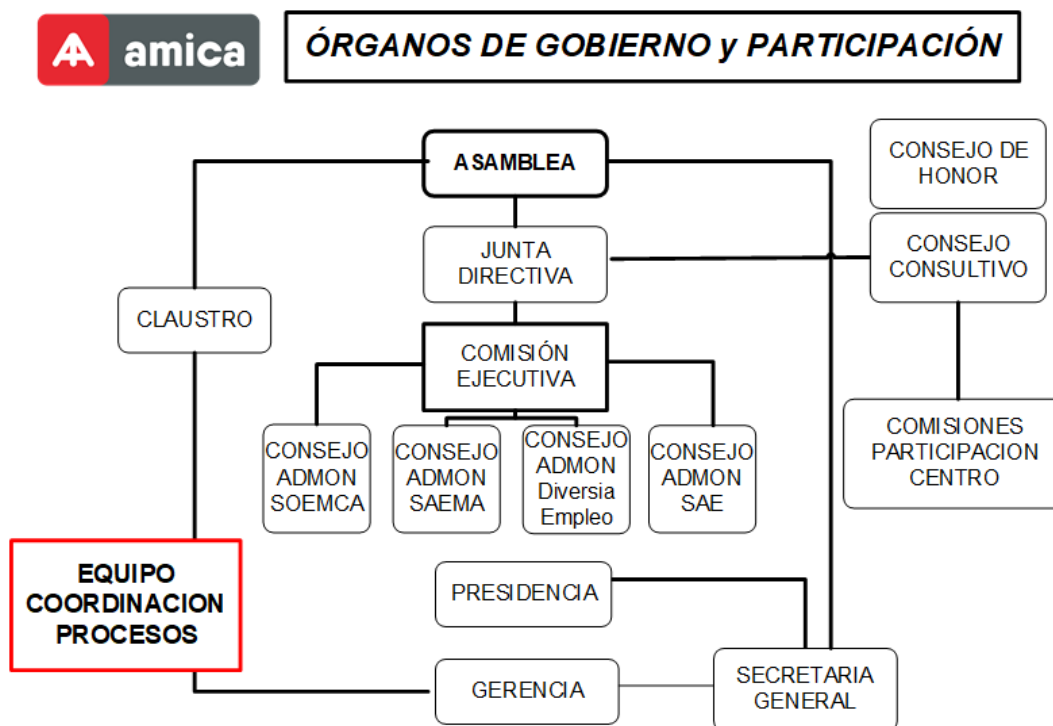 amica
ÓRGANOS DE GOBIERNO y PARTICIPACIÓN
ASAMBLEA
CONSEJO DE
HONOR
JUNTA
DIRECTIVA
CONSEJO
CONSULTIVO
CLAUSTRO
COMISIÓN
EJECUTIVA
CONSEJO
ADMON
SOEMCA
CONSEJO
ADMON
SAEMA
CONSEJO
ADMON
Diversia
Empleo
CONSEJO
ADMON
SAE
COMISIONES
PARTICIPACION
CENTRO
EQUIPO
COORDINACION
PROCESOS
PRESIDENCIA
GERENCIA
SECRETARIA
GENERAL